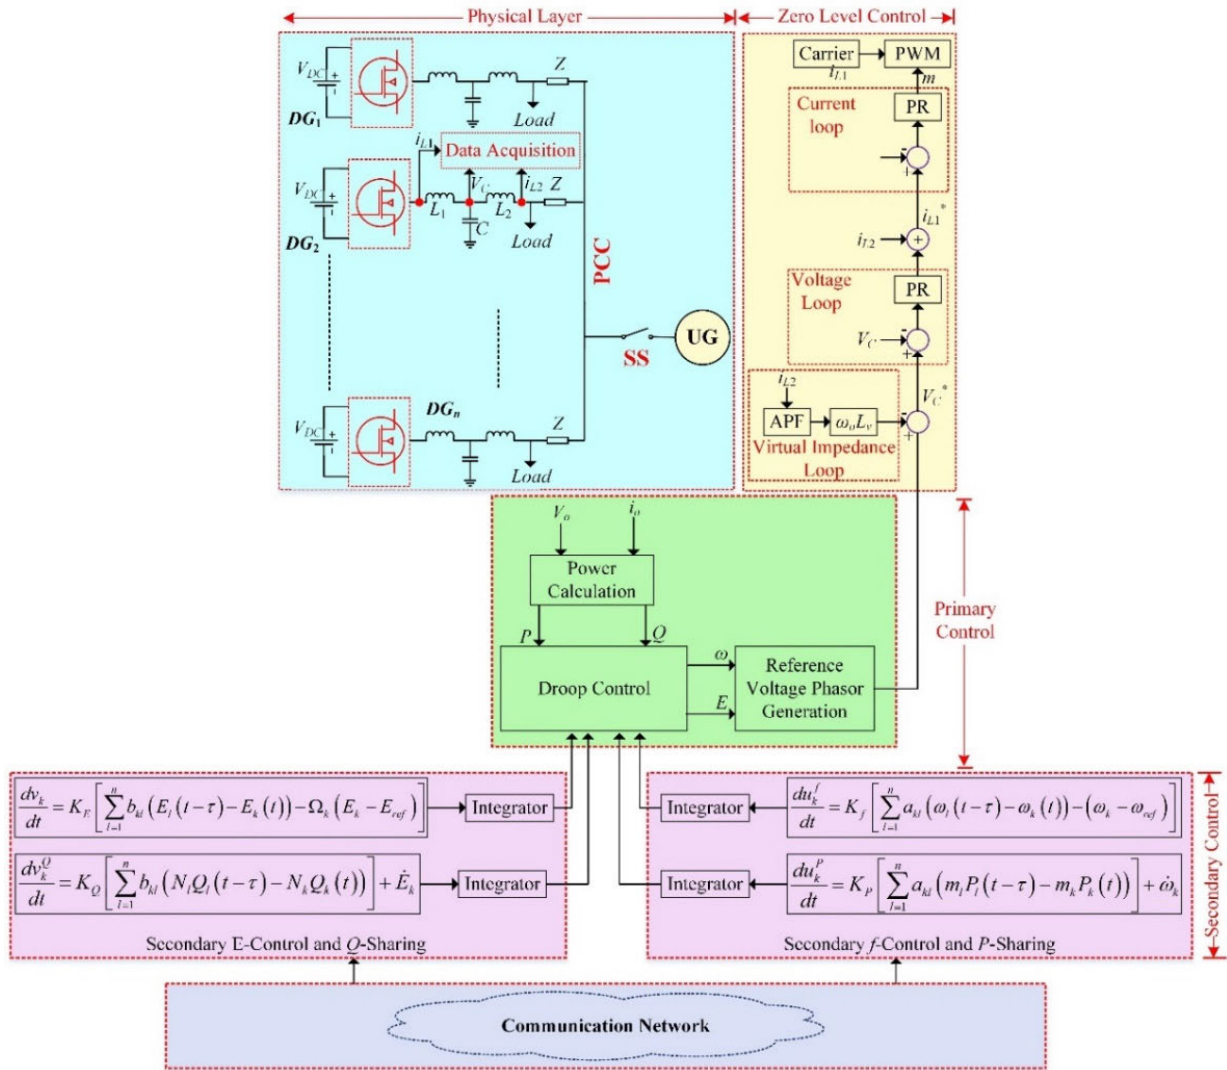 Physical Layer
Zero Level Control
V_DC
DG_1
Z
Load
i_L1
Data Acquisition
V_DC
DG_2
L_1
V_C
C
L_2
i_L2
Z
Load
PCC
SS
UG
V_DC
DG_n
Z
Load
Carrier
PWM
i_L1
m
Current
loop
PR
-
+
i_L1*
i_L2
+
Voltage
Loop
PR
V_C
-
+
V_C*
i_L2
APF
ω_o L_v
-
+
Virtual Impedance
Loop
V_o
i_o
Power
Calculation
P
Q
Droop Control
ω
E
Reference
Voltage Phasor
Generation
Primary
Control
dv_k/dt = K_E [ ∑_{l=1}^{n} b_kl (E_l (t−τ) − E_k (t)) − Ω_k (E_k − E_ref) ]
Integrator
dv_k^Q/dt = K_Q [ ∑_{l=1}^{n} b_kl (N_l Q_l (t−τ) − N_k Q_k (t)) ] + Ė_k
Integrator
Secondary E-Control and Q-Sharing
Integrator
du_k^f/dt = K_f [ ∑_{i=1}^{n} a_kl (ω_l (t−τ) − ω_k (t)) − (ω_k − ω_ref) ]
Integrator
du_k^P/dt = K_P [ ∑_{l=1}^{n} a_kl (m_l P_l (t−τ) − m_k P_k (t)) ] + ω̇_k
Secondary f-Control and P-Sharing
Secondary Control
Communication Network